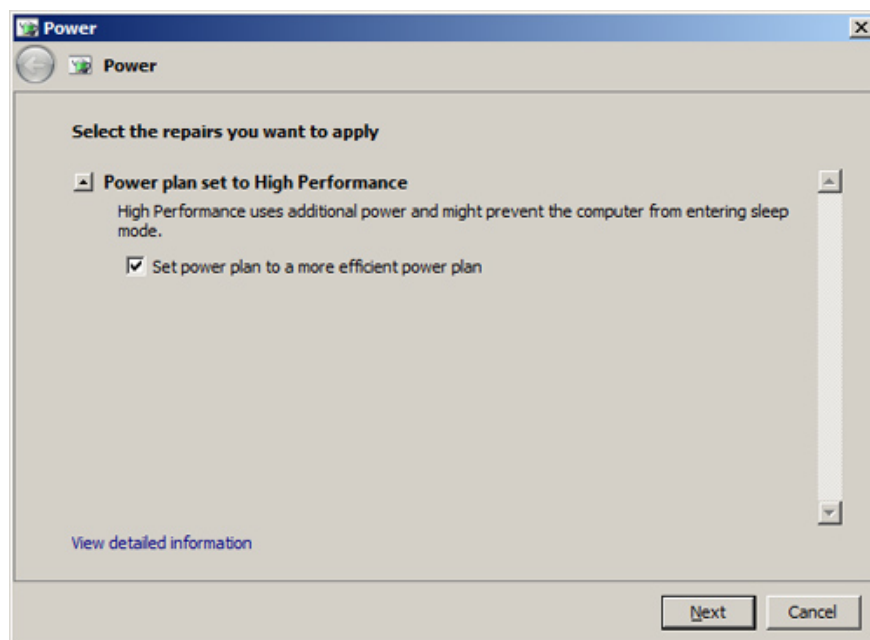 Power
Power
Select the repairs you want to apply
Power plan set to High Performance
High Performance uses additional power and might prevent the computer from entering sleep
mode.
Set power plan to a more efficient power plan
View detailed information
Next
Cancel